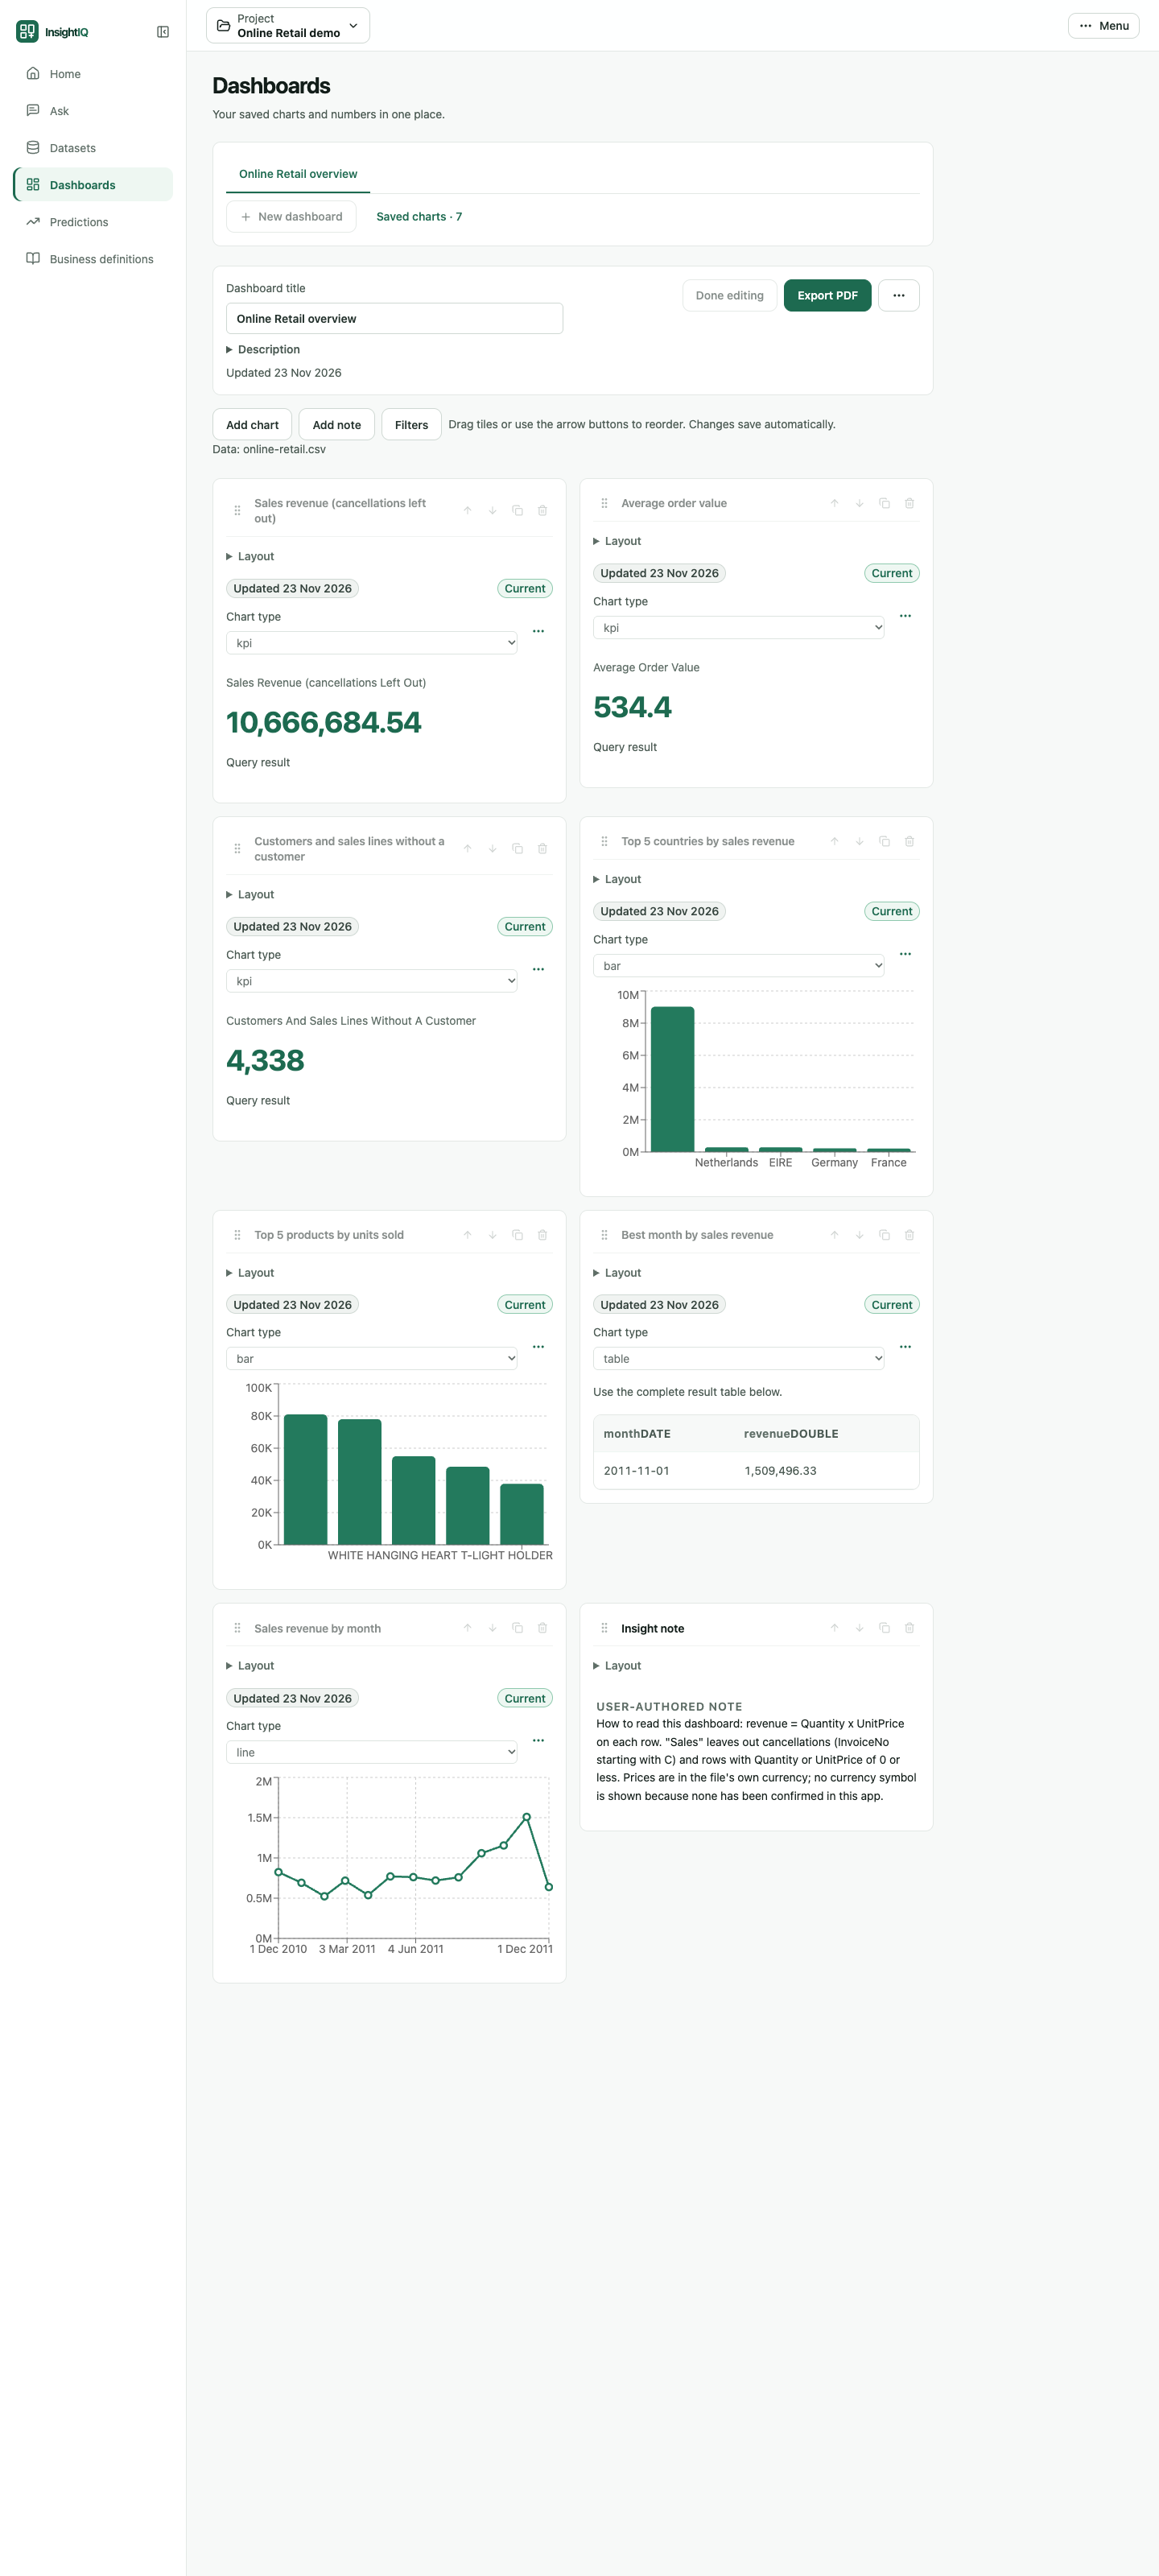 InsightIQ
Home
Ask
Datasets
Dashboards
Predictions
Business definitions
Project
Online Retail demo
Menu
Dashboards
Your saved charts and numbers in one place.
Online Retail overview
New dashboard
Saved charts · 7
Dashboard title
Online Retail overview
Done editing
Export PDF
Description
Updated 23 Nov 2026
Add chart
Add note
Filters
Drag tiles or use the arrow buttons to reorder. Changes save automatically.
Data: online-retail.csv
Sales revenue (cancellations left
out)
Layout
Updated 23 Nov 2026
Current
Chart type
kpi
Sales Revenue (cancellations Left Out)
10,666,684.54
Query result
Average order value
Layout
Updated 23 Nov 2026
Current
Chart type
kpi
Average Order Value
534.4
Query result
Customers and sales lines without a
customer
Layout
Updated 23 Nov 2026
Current
Chart type
kpi
Customers And Sales Lines Without A Customer
4,338
Query result
Top 5 countries by sales revenue
Layout
Updated 23 Nov 2026
Current
Chart type
bar
10M
8M
6M
4M
2M
0M
Netherlands
EIRE
Germany
France
Top 5 products by units sold
Layout
Updated 23 Nov 2026
Current
Chart type
bar
100K
80K
60K
40K
20K
0K
WHITE HANGING HEART T-LIGHT HOLDER
Best month by sales revenue
Layout
Updated 23 Nov 2026
Current
Chart type
table
Use the complete result table below.
monthDATE
revenueDOUBLE
2011-11-01
1,509,496.33
Sales revenue by month
Layout
Updated 23 Nov 2026
Current
Chart type
line
2M
1.5M
1M
0.5M
0M
1 Dec 2010
3 Mar 2011
4 Jun 2011
1 Dec 2011
Insight note
Layout
USER-AUTHORED NOTE
How to read this dashboard: revenue = Quantity x UnitPrice
on each row. "Sales" leaves out cancellations (InvoiceNo
starting with C) and rows with Quantity or UnitPrice of 0 or
less. Prices are in the file's own currency; no currency symbol
is shown because none has been confirmed in this app.